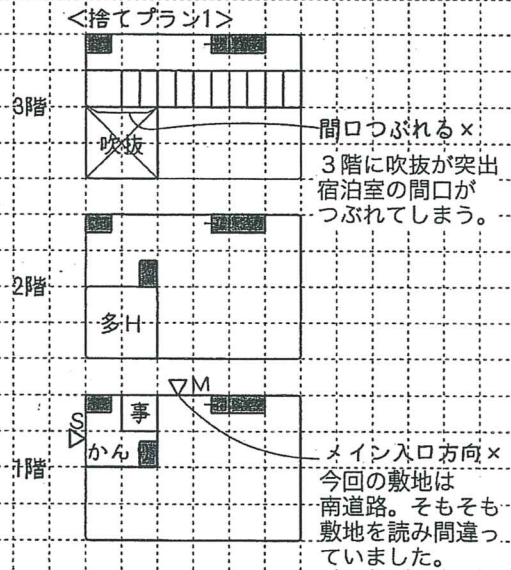 <捨てプラン1>
3階
吹抜
間口つぶれる×
3階に吹抜が突出
宿泊室の間口が
つぶれてしまう。
2階
多H
M
事
S
かん
1階
メイン入口方向×
今回の敷地は
南道路。そもそも
敷地を読み間違っ
ていました。